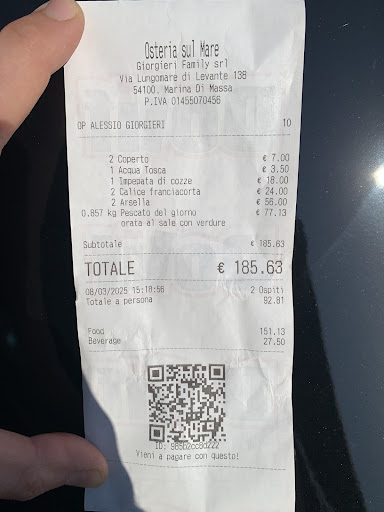 Osteria sul Mare
Giorgieri Family srl
Via Lungomare di Levante 138
54100, Marina Di Massa
P.IVA 01455070456
OP ALESSIO GIORGIERI 10
2 Coperto € 7.00
1 Acqua Tosca € 3.50
1 Impepata di cozze € 18.00
2 Calice franciacorta € 24.00
2 Arsella € 56.00
0.857 kg Pescato del giorno € 77.13
orata al sale con verdure
Subtotale € 185.63
TOTALE € 185.63
08/03/2025 15:18:56 2 Ospiti
Totale a persona 92.81
Food 151.13
Beverage 27.50
ID:
Vieni a pagare con questo!